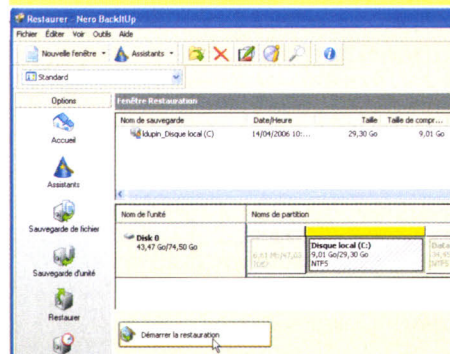 Restaurer - Nero BackItUp
Fichier Éditer Voir Outils Aide
Nouvelle fenêtre Assistants
Standard
Options
Accueil
Assistants
Sauvegarde de fichier
Sauvegarde d'unité
Restaurer
Fenêtre Restauration
Nom de sauvegarde Date/Heure Taille Taille de compr...
ldupin_Disque local (C) 14/04/2006 10:... 29,30 Go 9,01 Go
Nom de l'unité Noms de partition
Disk 0
43,47 Go/74,50 Go
Disque local (C:)
9,01 Go/29,30 Go
NTFS
Data
NTFS
Démarrer la restauration